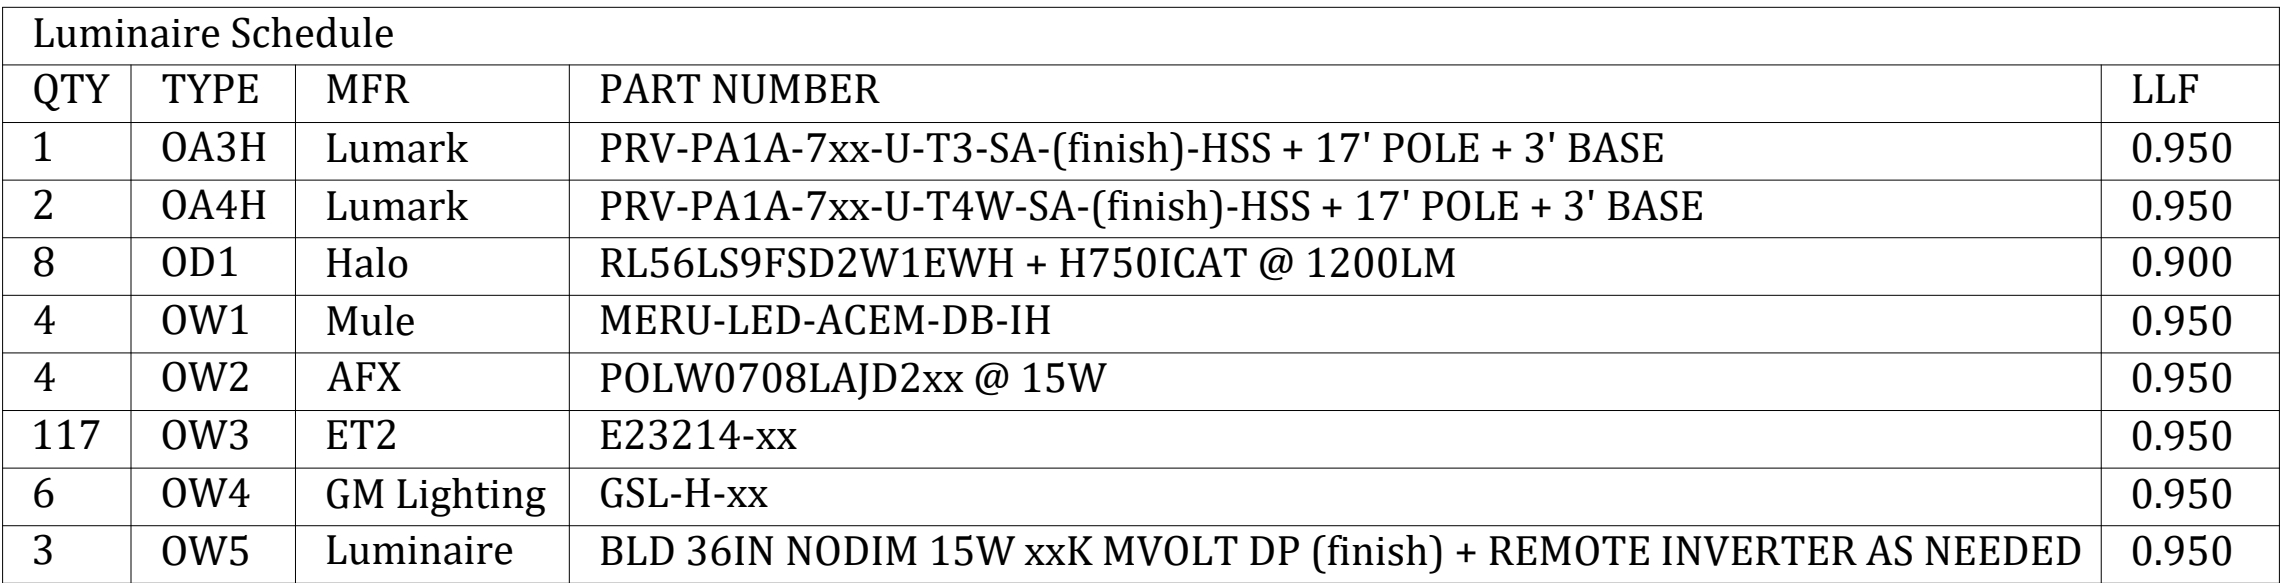 Luminaire Schedule
QTY TYPE MFR PART NUMBER LLF
1 OA3H Lumark PRV-PA1A-7xx-U-T3-SA-(finish)-HSS + 17' POLE + 3' BASE 0.950
2 OA4H Lumark PRV-PA1A-7xx-U-T4W-SA-(finish)-HSS + 17' POLE + 3' BASE 0.950
8 OD1 Halo RL56LS9FSD2W1EWH + H750ICAT @ 1200LM 0.900
4 OW1 Mule MERU-LED-ACEM-DB-IH 0.950
4 OW2 AFX POLW0708LAJD2xx @ 15W 0.950
117 OW3 ET2 E23214-xx 0.950
6 OW4 GM Lighting GSL-H-xx 0.950
3 OW5 Luminaire BLD 36IN NODIM 15W xxK MVOLT DP (finish) + REMOTE INVERTER AS NEEDED 0.950